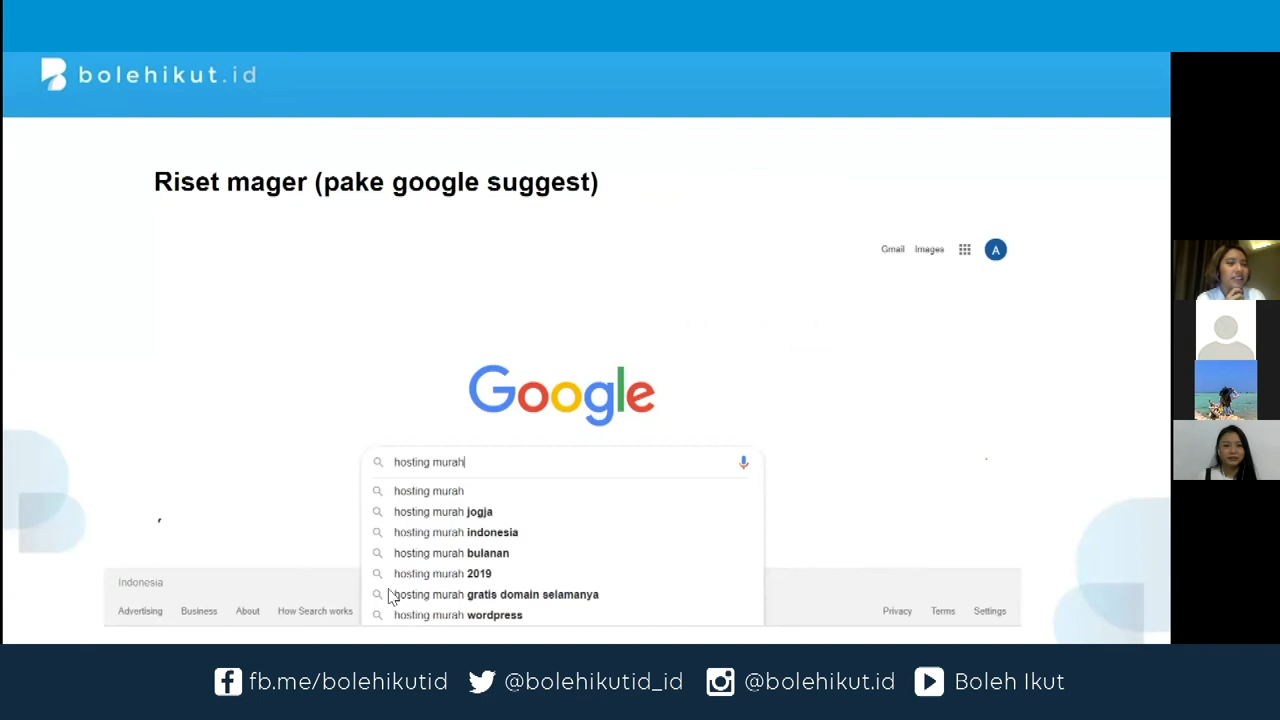 bolehikut.id
Riset mager (pake google suggest)
Gmail Images A
Google
hosting murah
hosting murah
hosting murah jogja
hosting murah indonesia
hosting murah bulanan
hosting murah 2019
hosting murah gratis domain selamanya
hosting murah wordpress
Indonesia
Advertising Business About How Search works Privacy Terms Settings
fb.me/bolehikutid @bolehikutid_id @bolehikut.id Boleh Ikut